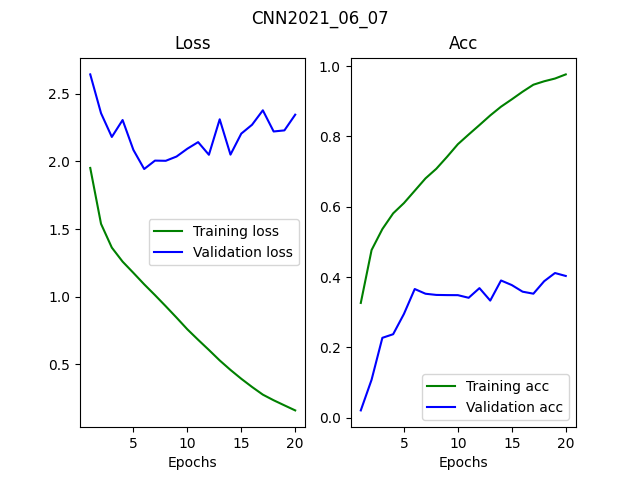 CNN2021_06_07
Loss
2.5
2.0
1.5
1.0
0.5
5
10
15
20
Epochs
Training loss
Validation loss
Acc
1.0
0.8
0.6
0.4
0.2
0.0
5
10
15
20
Epochs
Training acc
Validation acc